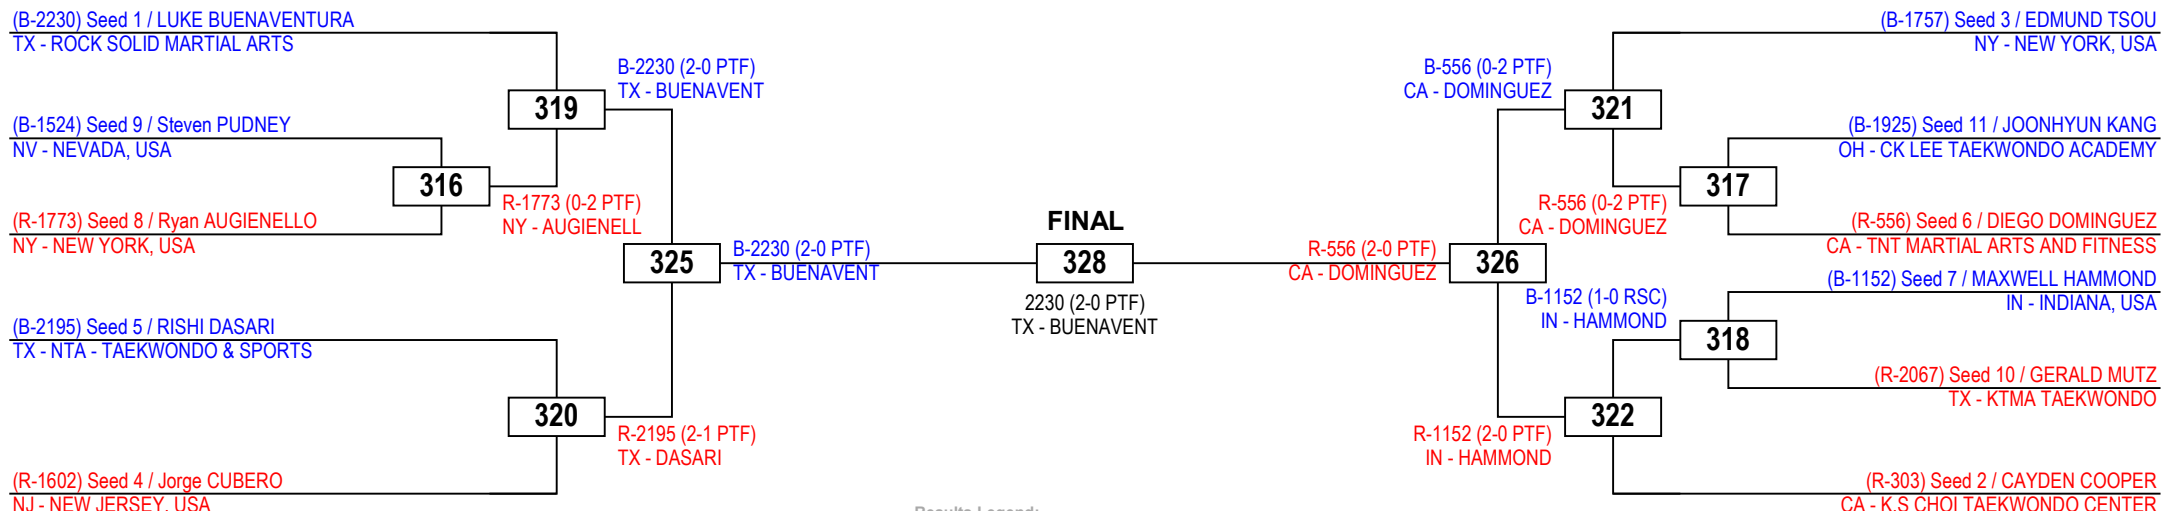 (B-2230) Seed 1 / LUKE BUENAVENTURA
TX - ROCK SOLID MARTIAL ARTS
(B-1524) Seed 9 / Steven PUDNEY
NV - NEVADA, USA
316
(R-1773) Seed 8 / Ryan AUGIENELLO
NY - NEW YORK, USA
319
B-2230 (2-0 PTF)
TX - BUENAVENT
R-1773 (0-2 PTF)
NY - AUGIENELL
325
B-2230 (2-0 PTF)
TX - BUENAVENT
(B-2195) Seed 5 / RISHI DASARI
TX - NTA - TAEKWONDO & SPORTS
320
R-2195 (2-1 PTF)
TX - DASARI
(R-1602) Seed 4 / Jorge CUBERO
NJ - NEW JERSEY, USA
FINAL
328
2230 (2-0 PTF)
TX - BUENAVENT
Results Legend:
(B-1757) Seed 3 / EDMUND TSOU
NY - NEW YORK, USA
B-556 (0-2 PTF)
CA - DOMINGUEZ
321
(B-1925) Seed 11 / JOONHYUN KANG
OH - CK LEE TAEKWONDO ACADEMY
317
R-556 (0-2 PTF)
CA - DOMINGUEZ
(R-556) Seed 6 / DIEGO DOMINGUEZ
CA - TNT MARTIAL ARTS AND FITNESS
R-556 (2-0 PTF)
CA - DOMINGUEZ
326
(B-1152) Seed 7 / MAXWELL HAMMOND
IN - INDIANA, USA
B-1152 (1-0 RSC)
IN - HAMMOND
318
(R-2067) Seed 10 / GERALD MUTZ
TX - KTMA TAEKWONDO
322
R-1152 (2-0 PTF)
IN - HAMMOND
(R-303) Seed 2 / CAYDEN COOPER
CA - K.S CHOI TAEKWONDO CENTER